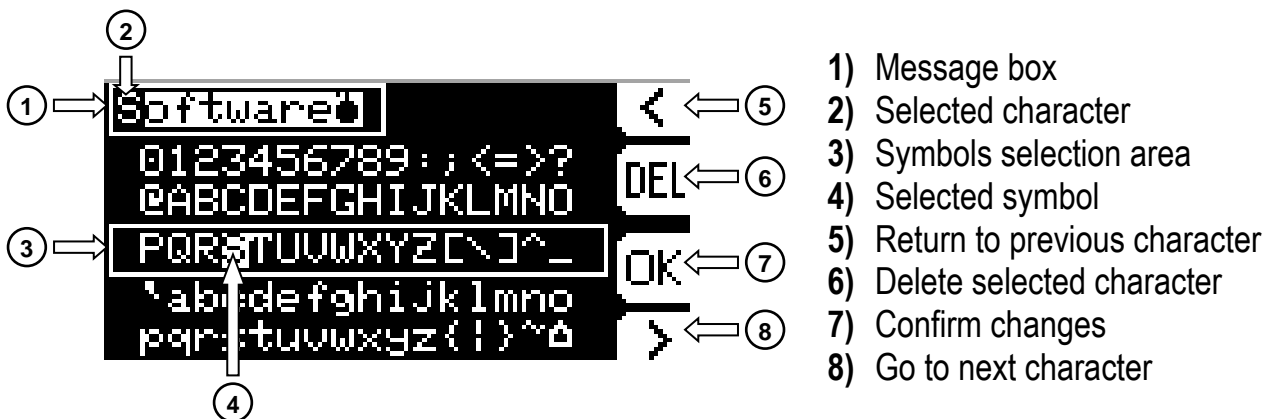 2
1
Software
<
5
0123456789:;<=>?
@ABCDEFGHIJKLMNO
DEL
6
3
PQRSTUVWXYZ[\]^_
OK
7
`abcdefghijklmno
pqrstuvwxyz{¦}~⌂
>
8
4
1) Message box
2) Selected character
3) Symbols selection area
4) Selected symbol
5) Return to previous character
6) Delete selected character
7) Confirm changes
8) Go to next character